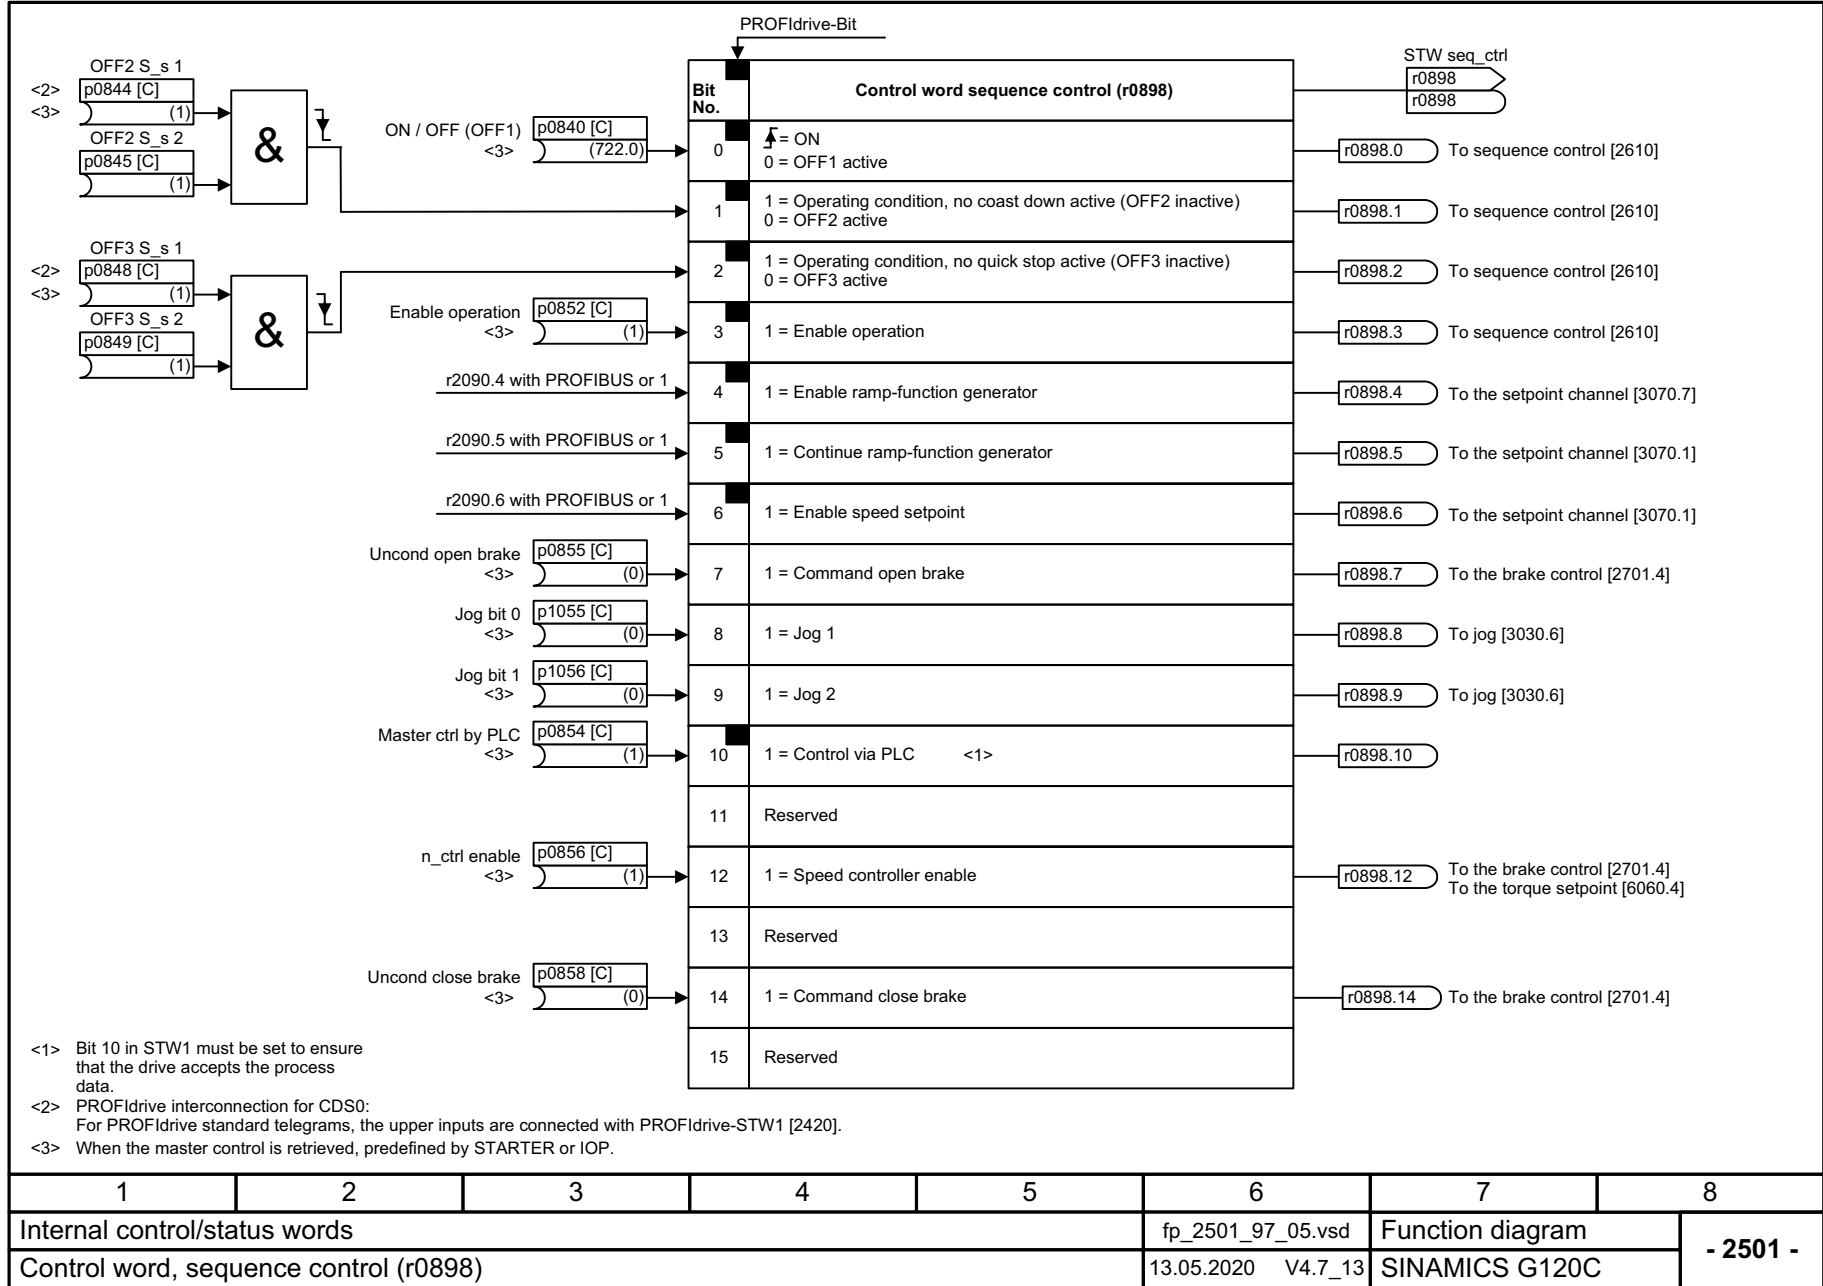 PROFIdrive-Bit
STW seq_ctrl
r0898
r0898
OFF2 S_s 1
<2> p0844 [C]
<3> (1)
OFF2 S_s 2
p0845 [C]
(1)
&
OFF3 S_s 1
<2> p0848 [C]
<3> (1)
OFF3 S_s 2
p0849 [C]
(1)
&
Bit No. Control word sequence control (r0898)
ON / OFF (OFF1) p0840 [C]
<3> (722.0)
0 = ON
0 = OFF1 active
r0898.0 To sequence control [2610]
1 1 = Operating condition, no coast down active (OFF2 inactive)
0 = OFF2 active
r0898.1 To sequence control [2610]
2 1 = Operating condition, no quick stop active (OFF3 inactive)
0 = OFF3 active
r0898.2 To sequence control [2610]
Enable operation p0852 [C]
<3> (1)
3 1 = Enable operation
r0898.3 To sequence control [2610]
r2090.4 with PROFIBUS or 1
4 1 = Enable ramp-function generator
r0898.4 To the setpoint channel [3070.7]
r2090.5 with PROFIBUS or 1
5 1 = Continue ramp-function generator
r0898.5 To the setpoint channel [3070.1]
r2090.6 with PROFIBUS or 1
6 1 = Enable speed setpoint
r0898.6 To the setpoint channel [3070.1]
Uncond open brake p0855 [C]
<3> (0)
7 1 = Command open brake
r0898.7 To the brake control [2701.4]
Jog bit 0 p1055 [C]
<3> (0)
8 1 = Jog 1
r0898.8 To jog [3030.6]
Jog bit 1 p1056 [C]
<3> (0)
9 1 = Jog 2
r0898.9 To jog [3030.6]
Master ctrl by PLC p0854 [C]
<3> (1)
10 1 = Control via PLC <1>
r0898.10
11 Reserved
n_ctrl enable p0856 [C]
<3> (1)
12 1 = Speed controller enable
r0898.12 To the brake control [2701.4]
To the torque setpoint [6060.4]
13 Reserved
Uncond close brake p0858 [C]
<3> (0)
14 1 = Command close brake
r0898.14 To the brake control [2701.4]
15 Reserved
<1> Bit 10 in STW1 must be set to ensure
that the drive accepts the process
data.
<2> PROFIdrive interconnection for CDS0:
For PROFIdrive standard telegrams, the upper inputs are connected with PROFIdrive-STW1 [2420].
<3> When the master control is retrieved, predefined by STARTER or IOP.
1 2 3 4 5 6 7 8
Internal control/status words fp_2501_97_05.vsd Function diagram - 2501 -
Control word, sequence control (r0898) 13.05.2020 V4.7_13 SINAMICS G120C